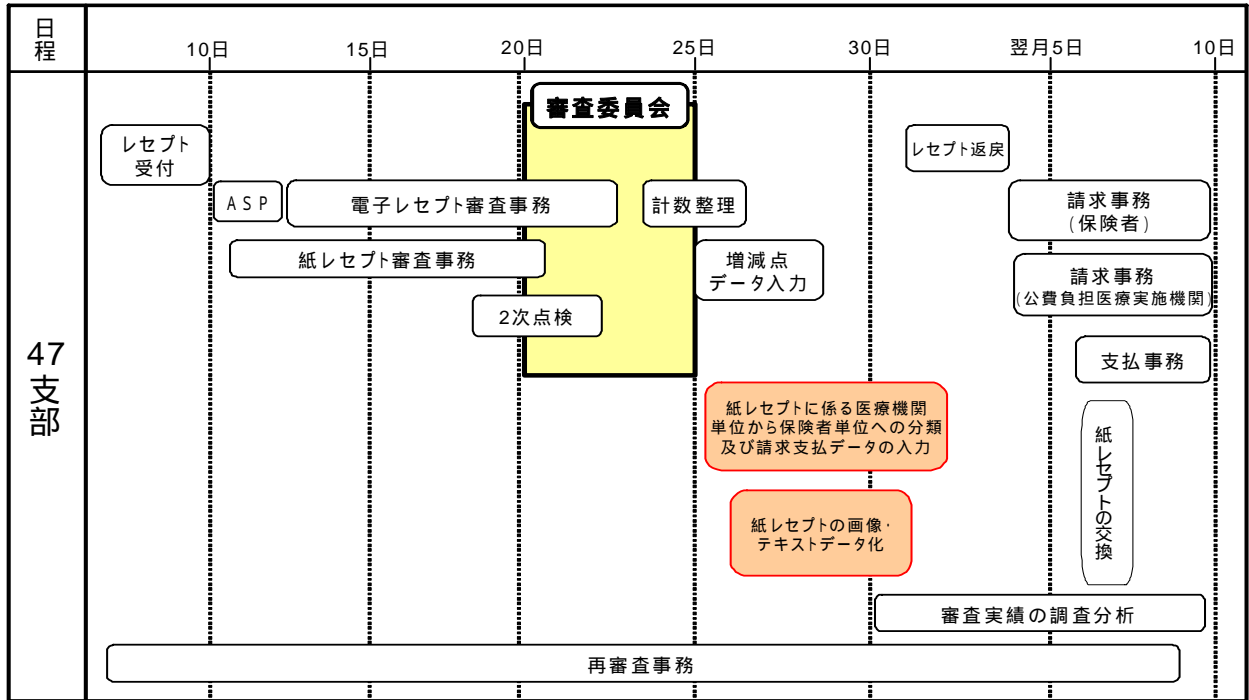 日程
10日
15日
20日
25日
30日
翌月5日
10日
47支部
審査委員会
レセプト
受付
レセプト返戻
ASP
電子レセプト審査事務
計数整理
請求事務
(保険者)
紙レセプト審査事務
増減点
データ入力
請求事務
(公費負担医療実施機関)
2次点検
支払事務
紙レセプトに係る医療機関
単位から保険者単位への分類
及び請求支払データの入力
紙レセプトの交換
紙レセプトの画像・
テキストデータ化
審査実績の調査分析
再審査事務